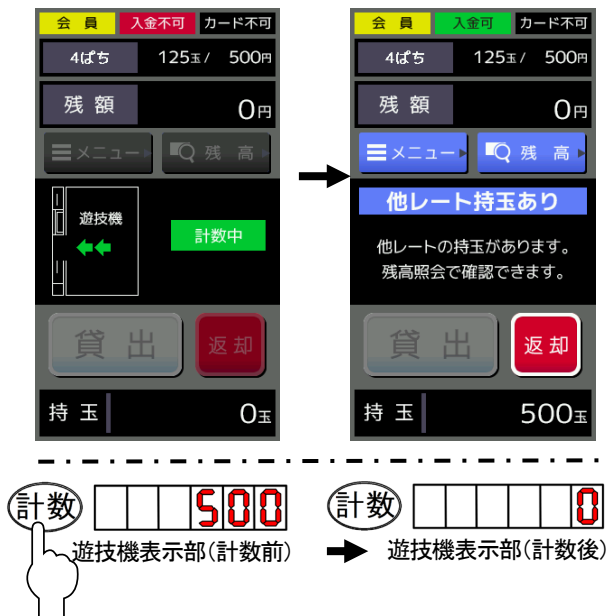 会 員 入金不可 カード不可
4ぱち 125玉/ 500円
残 額 0円
メニュー 残 高
遊技機
計数中
貸 出 返 却
持 玉 0玉
会 員 入金可 カード不可
4ぱち 125玉/ 500円
残 額 0円
メニュー 残 高
他レート持玉あり
他レートの持玉があります。
残高照会で確認できます。
貸 出 返 却
持 玉 500玉
計数 500
遊技機表示部(計数前)
計数 0
遊技機表示部(計数後)